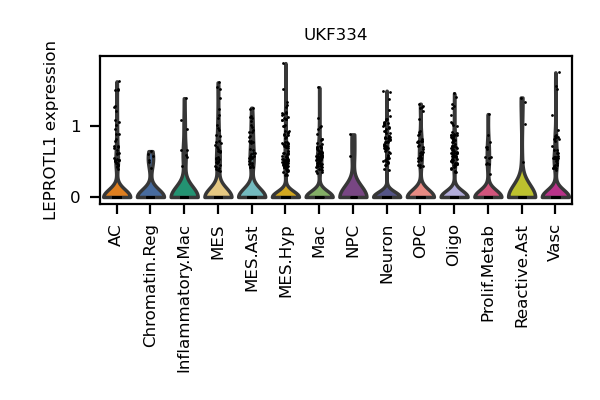 UKF334
LEPROTL1 expression
1
0
AC
Chromatin.Reg
Inflammatory.Mac
MES
MES.Ast
MES.Hyp
Mac
NPC
Neuron
OPC
Oligo
Prolif.Metab
Reactive.Ast
Vasc